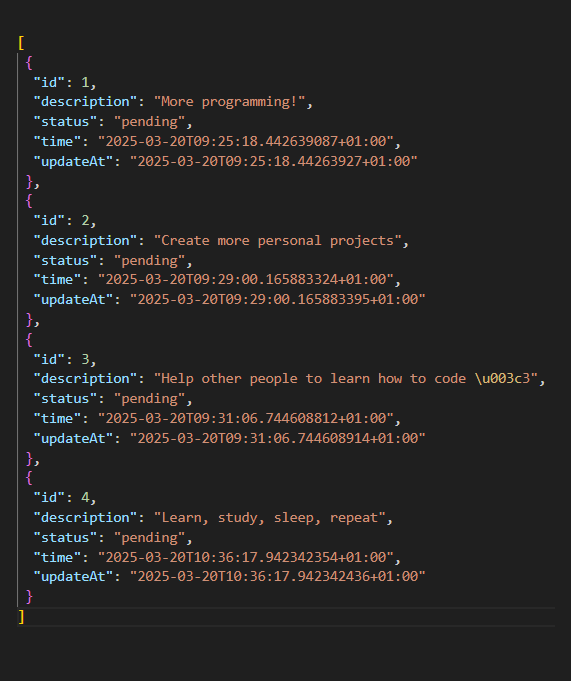 [
{
"id": 1,
"description": "More programming!",
"status": "pending",
"time": "2025-03-20T09:25:18.442639087+01:00",
"updateAt": "2025-03-20T09:25:18.44263927+01:00"
},
{
"id": 2,
"description": "Create more personal projects",
"status": "pending",
"time": "2025-03-20T09:29:00.165883324+01:00",
"updateAt": "2025-03-20T09:29:00.165883395+01:00"
},
{
"id": 3,
"description": "Help other people to learn how to code \u003c3",
"status": "pending",
"time": "2025-03-20T09:31:06.744608812+01:00",
"updateAt": "2025-03-20T09:31:06.744608914+01:00"
},
{
"id": 4,
"description": "Learn, study, sleep, repeat",
"status": "pending",
"time": "2025-03-20T10:36:17.942342354+01:00",
"updateAt": "2025-03-20T10:36:17.942342436+01:00"
}
]